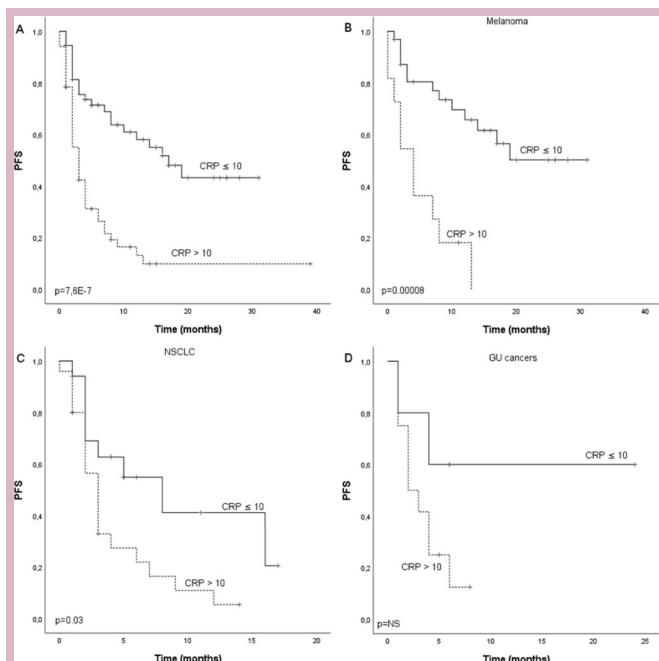 A
1,0
0,8
0,6
0,4
0,2
0,0
PFS
CRP ≤ 10
CRP > 10
p=7,6E-7
0 10 20 30 40
Time (months)
B
Melanoma
1,0
0,8
0,6
0,4
0,2
0,0
PFS
CRP ≤ 10
CRP > 10
p=0.00008
0 10 20 30 40
Time (months)
C
NSCLC
1,0
0,8
0,6
0,4
0,2
0,0
PFS
CRP ≤ 10
CRP > 10
p=0.03
0 5 10 15 20
Time (months)
D
GU cancers
1,0
0,8
0,6
0,4
0,2
0,0
PFS
CRP ≤ 10
CRP > 10
p=NS
0 5 10 15 20 24
Time (months)